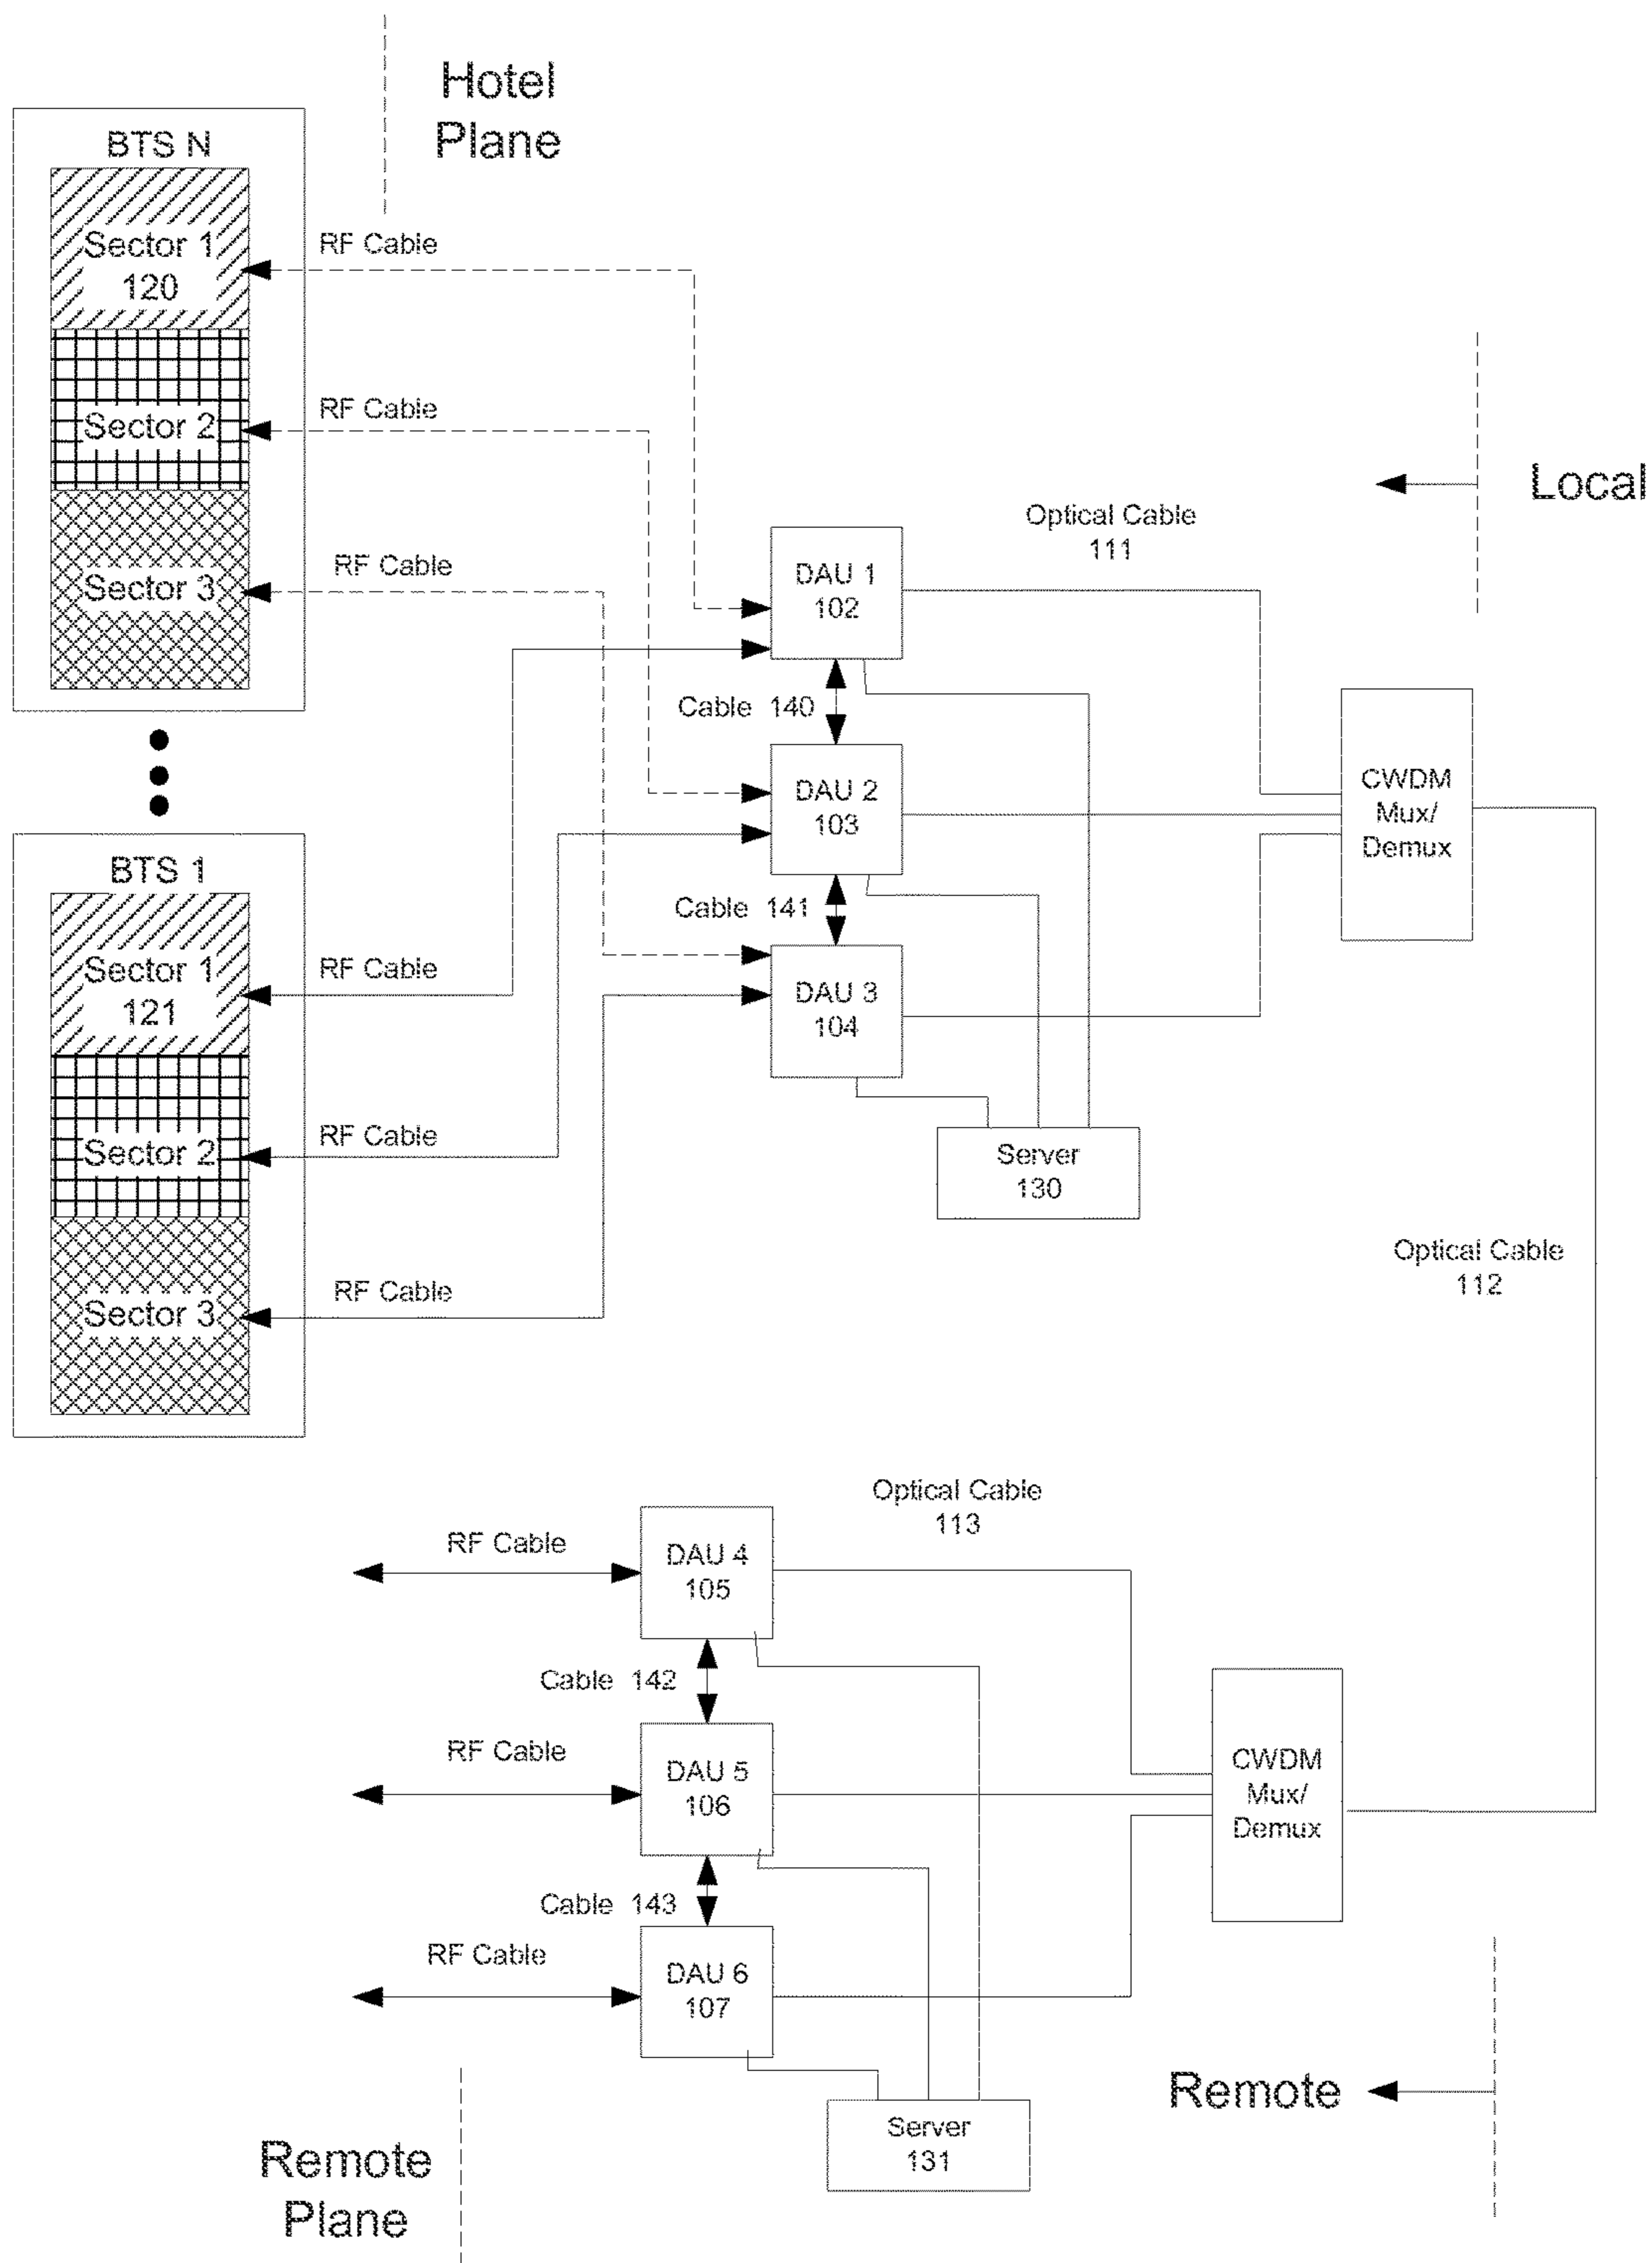 Hotel
Plane
BTS N
Sector 1
120
RF Cable
Sector 2
RF Cable
Sector 3
RF Cable
Local
Optical Cable
111
DAU 1
102
Cable 140
DAU 2
103
CWDM
Mux/
Demux
Cable 141
DAU 3
104
BTS 1
Sector 1
121
RF Cable
Sector 2
RF Cable
Sector 3
RF Cable
Server
130
Optical Cable
112
Optical Cable
113
RF Cable
DAU 4
105
Cable 142
RF Cable
DAU 5
106
CWDM
Mux/
Demux
Cable 143
RF Cable
DAU 6
107
Remote
Server
131
Remote
Plane